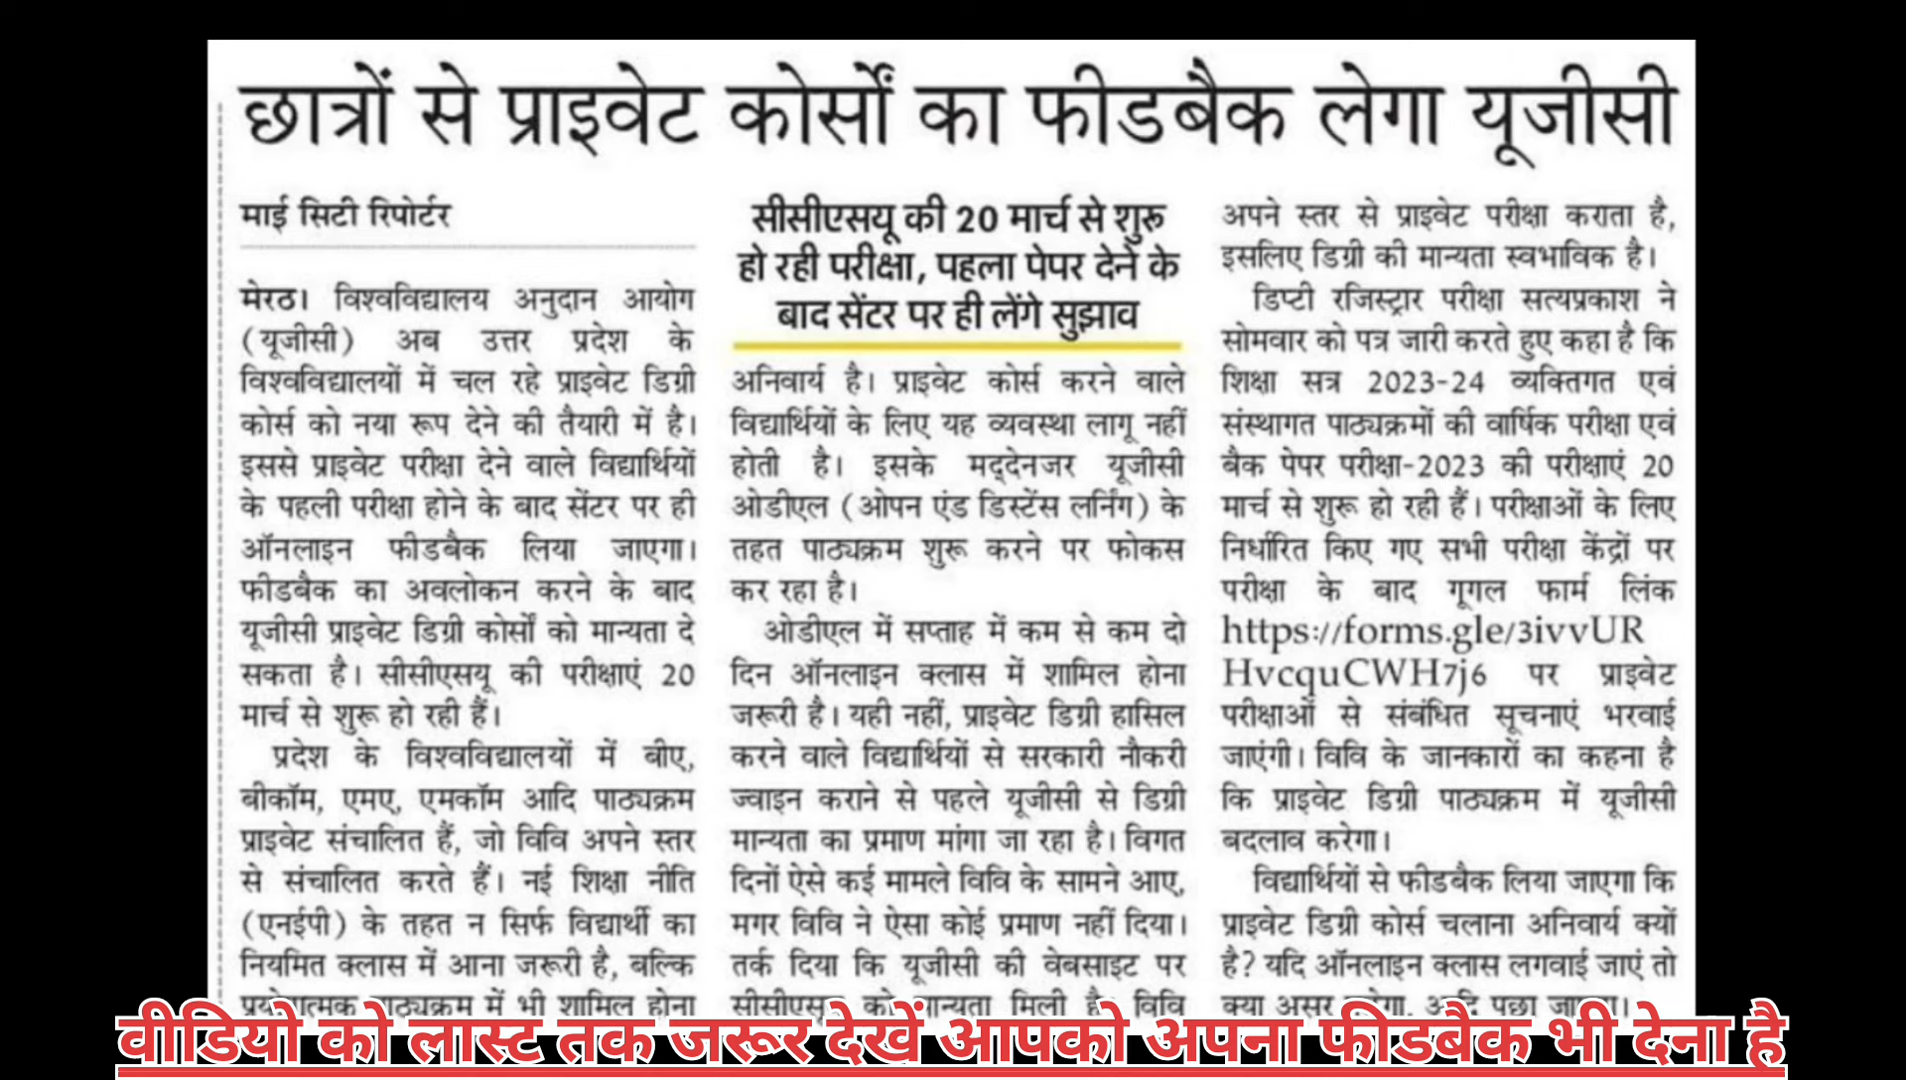 छात्रों से प्राइवेट कोर्सों का फीडबैक लेगा यूजीसी
माई सिटी रिपोर्टर
मेरठ। विश्वविद्यालय अनुदान आयोग
(यूजीसी) अब उत्तर प्रदेश के
विश्वविद्यालयों में चल रहे प्राइवेट डिग्री
कोर्स को नया रूप देने की तैयारी में है।
इससे प्राइवेट परीक्षा देने वाले विद्यार्थियों
के पहली परीक्षा होने के बाद सेंटर पर ही
ऑनलाइन फीडबैक लिया जाएगा।
फीडबैक का अवलोकन करने के बाद
यूजीसी प्राइवेट डिग्री कोर्सों को मान्यता दे
सकता है। सीसीएसयू की परीक्षाएं 20
मार्च से शुरू हो रही हैं।
प्रदेश के विश्वविद्यालयों में बीए,
बीकॉम, एमए, एमकॉम आदि पाठ्यक्रम
प्राइवेट संचालित हैं, जो विवि अपने स्तर
से संचालित करते हैं। नई शिक्षा नीति
(एनईपी) के तहत न सिर्फ विद्यार्थी का
नियमित क्लास में आना जरूरी है, बल्कि
प्रयोगात्मक पाठ्यक्रम में भी शामिल होना
सीसीएसयू की 20 मार्च से शुरू
हो रही परीक्षा, पहला पेपर देने के
बाद सेंटर पर ही लेंगे सुझाव
अनिवार्य है। प्राइवेट कोर्स करने वाले
विद्यार्थियों के लिए यह व्यवस्था लागू नहीं
होती है। इसके मद्देनजर यूजीसी
ओडीएल (ओपन एंड डिस्टेंस लर्निंग) के
तहत पाठ्यक्रम शुरू करने पर फोकस
कर रहा है।
ओडीएल में सप्ताह में कम से कम दो
दिन ऑनलाइन क्लास में शामिल होना
जरूरी है। यही नहीं, प्राइवेट डिग्री हासिल
करने वाले विद्यार्थियों से सरकारी नौकरी
ज्वाइन कराने से पहले यूजीसी से डिग्री
मान्यता का प्रमाण मांगा जा रहा है। विगत
दिनों ऐसे कई मामले विवि के सामने आए,
मगर विवि ने ऐसा कोई प्रमाण नहीं दिया।
तर्क दिया कि यूजीसी की वेबसाइट पर
सीसीएसयू को मान्यता मिली है। विवि
अपने स्तर से प्राइवेट परीक्षा कराता है,
इसलिए डिग्री की मान्यता स्वभाविक है।
डिप्टी रजिस्ट्रार परीक्षा सत्यप्रकाश ने
सोमवार को पत्र जारी करते हुए कहा है कि
शिक्षा सत्र 2023-24 व्यक्तिगत एवं
संस्थागत पाठ्यक्रमों की वार्षिक परीक्षा एवं
बैक पेपर परीक्षा-2023 की परीक्षाएं 20
मार्च से शुरू हो रही हैं। परीक्षाओं के लिए
निर्धारित किए गए सभी परीक्षा केंद्रों पर
परीक्षा के बाद गूगल फार्म लिंक
https://forms.gle/3ivvUR
HvcquCWH7j6 पर प्राइवेट
परीक्षाओं से संबंधित सूचनाएं भरवाई
जाएंगी। विवि के जानकारों का कहना है
कि प्राइवेट डिग्री पाठ्यक्रम में यूजीसी
बदलाव करेगा।
विद्यार्थियों से फीडबैक लिया जाएगा कि
प्राइवेट डिग्री कोर्स चलाना अनिवार्य क्यों
है? यदि ऑनलाइन क्लास लगवाई जाएं तो
क्या असर आदि पूछा जाएगा।
वीडियो को लास्ट तक जरूर देखें आपको अपना फीडबैक भी देना है